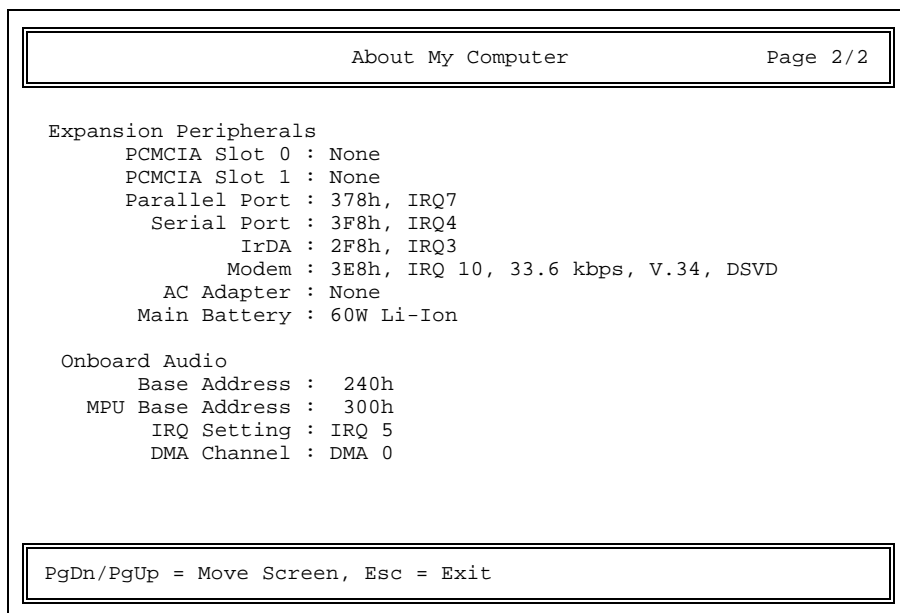 About My Computer Page 2/2
Expansion Peripherals
PCMCIA Slot 0 : None
PCMCIA Slot 1 : None
Parallel Port : 378h, IRQ7
Serial Port : 3F8h, IRQ4
IrDA : 2F8h, IRQ3
Modem : 3E8h, IRQ 10, 33.6 kbps, V.34, DSVD
AC Adapter : None
Main Battery : 60W Li-Ion
Onboard Audio
Base Address : 240h
MPU Base Address : 300h
IRQ Setting : IRQ 5
DMA Channel : DMA 0
PgDn/PgUp = Move Screen, Esc = Exit